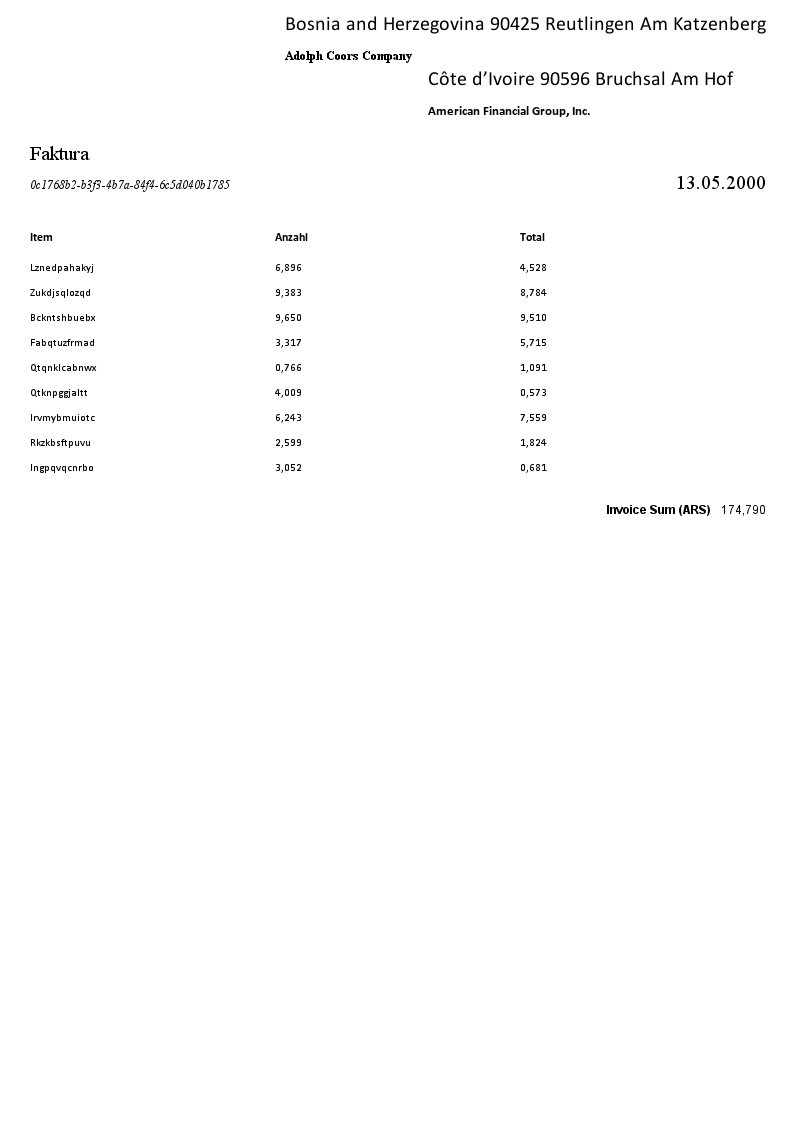 Bosnia and Herzegovina 90425 Reutlingen Am Katzenberg
Adolph Coors Company
Côte d’Ivoire 90596 Bruchsal Am Hof
American Financial Group, Inc.
Faktura
0c1768b2-b3f3-4b7a-84f4-6c5d040b1785 13.05.2000
Item Anzahl Total
Lznedpahakyj 6,896 4,528
Zukdjsqlozqd 9,383 8,784
Bckntshbuebx 9,650 9,510
Fabqtuzfrmad 3,317 5,715
Qtqnklcabnwx 0,766 1,091
Qtknpggjaltt 4,009 0,573
Irvmybmuiotc 6,243 7,559
Rkzkbsftpuvu 2,599 1,824
Ingpqvqcnrbo 3,052 0,681
Invoice Sum (ARS) 174,790